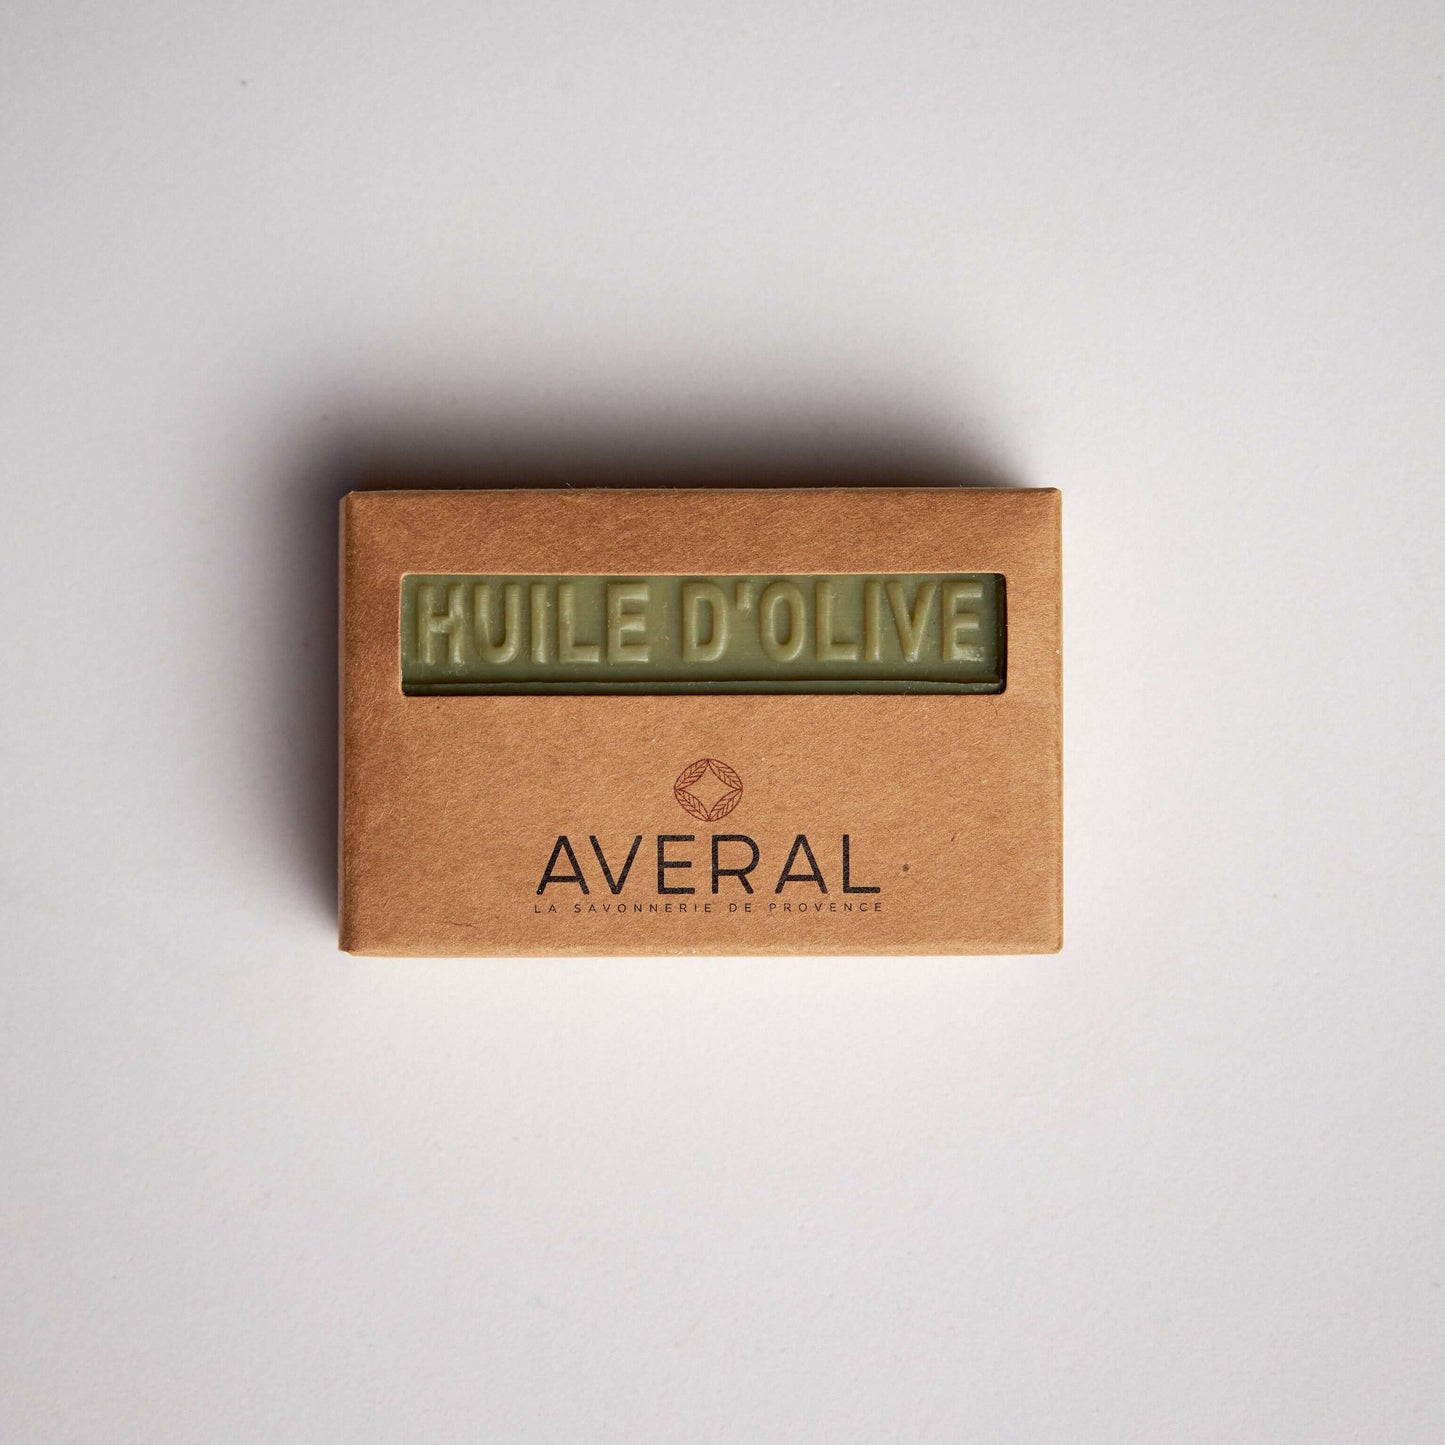 HUILE D'OLIVE
AVERAL
LA SAVONNERIE DE PROVENCE